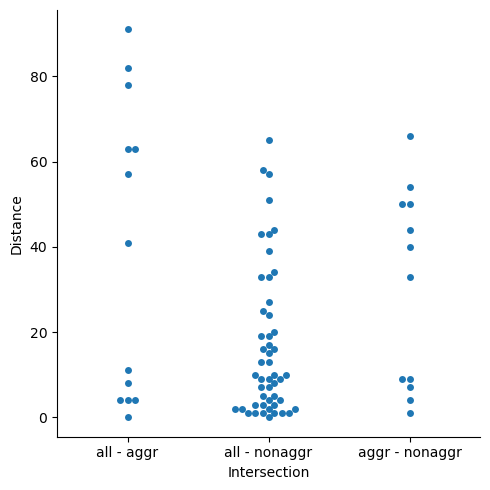 80
60
40
20
0
Distance
all - aggr
all - nonaggr
aggr - nonaggr
Intersection